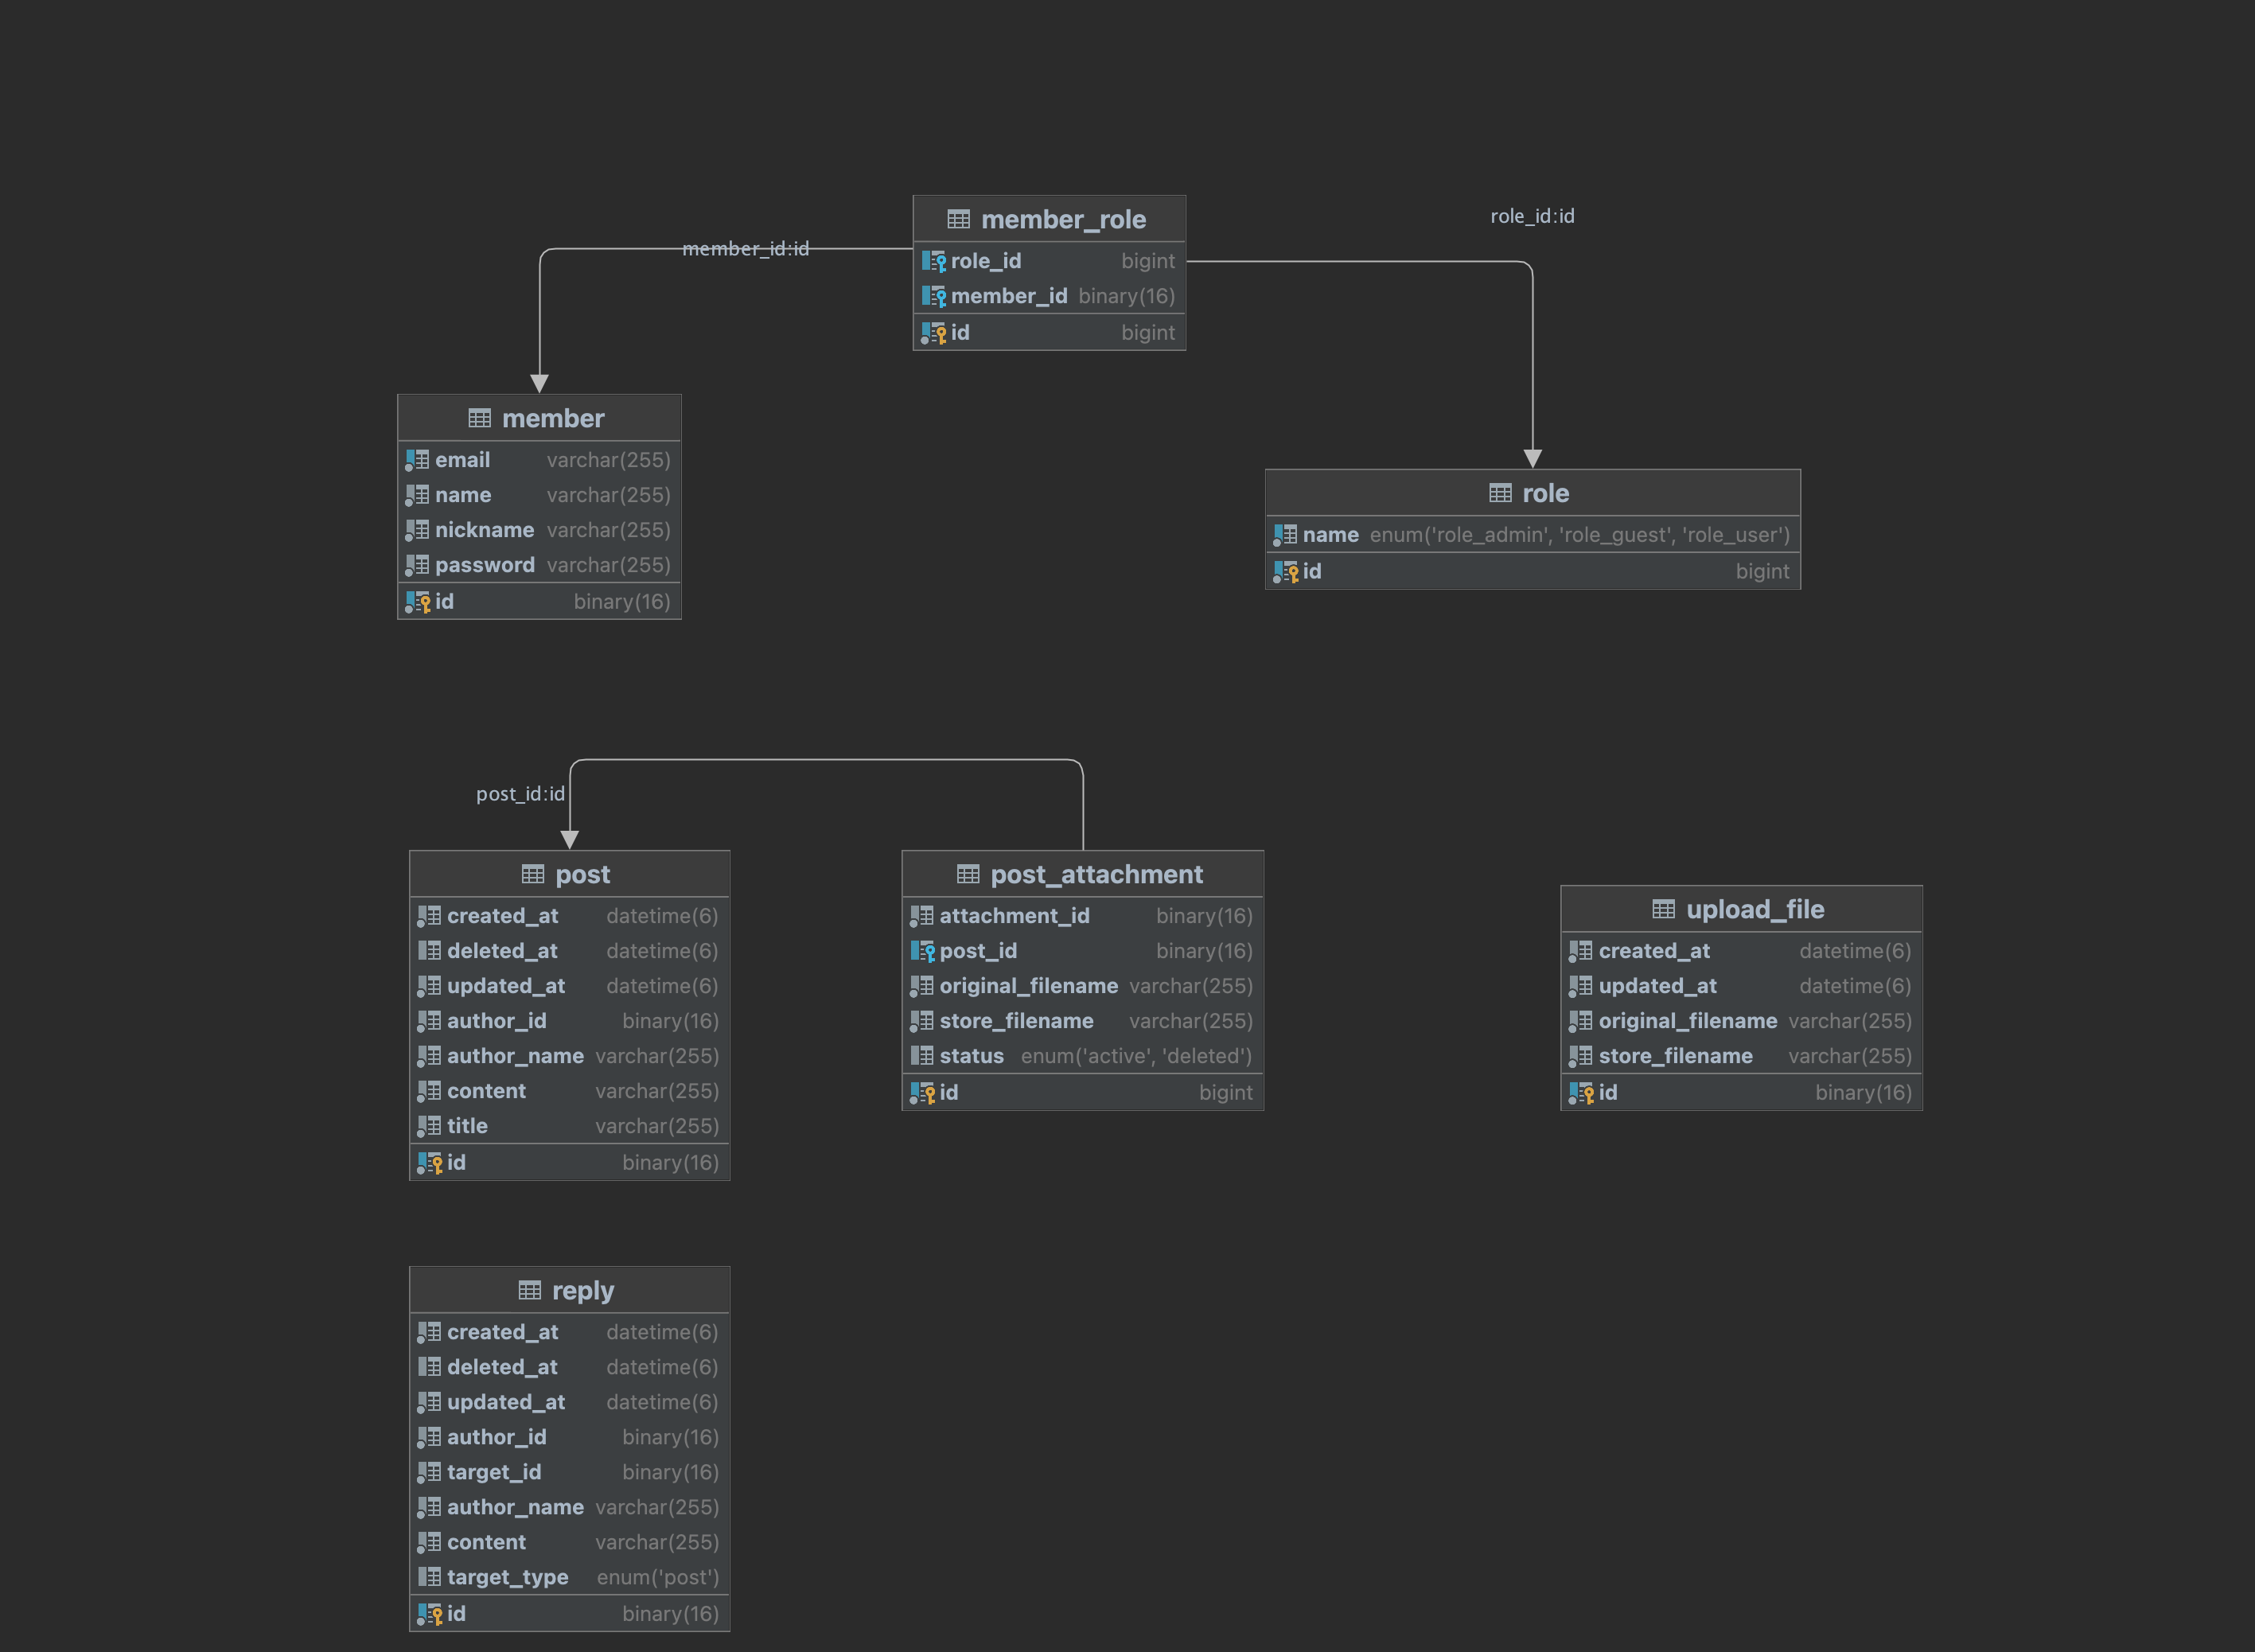 member_role
role_id bigint
member_id binary(16)
id bigint
member_id:id
role_id:id
member
email varchar(255)
name varchar(255)
nickname varchar(255)
password varchar(255)
id binary(16)
role
name enum('role_admin', 'role_guest', 'role_user')
id bigint
post_id:id
post
created_at datetime(6)
deleted_at datetime(6)
updated_at datetime(6)
author_id binary(16)
author_name varchar(255)
content varchar(255)
title varchar(255)
id binary(16)
post_attachment
attachment_id binary(16)
post_id binary(16)
original_filename varchar(255)
store_filename varchar(255)
status enum('active', 'deleted')
id bigint
upload_file
created_at datetime(6)
updated_at datetime(6)
original_filename varchar(255)
store_filename varchar(255)
id binary(16)
reply
created_at datetime(6)
deleted_at datetime(6)
updated_at datetime(6)
author_id binary(16)
target_id binary(16)
author_name varchar(255)
content varchar(255)
target_type enum('post')
id binary(16)